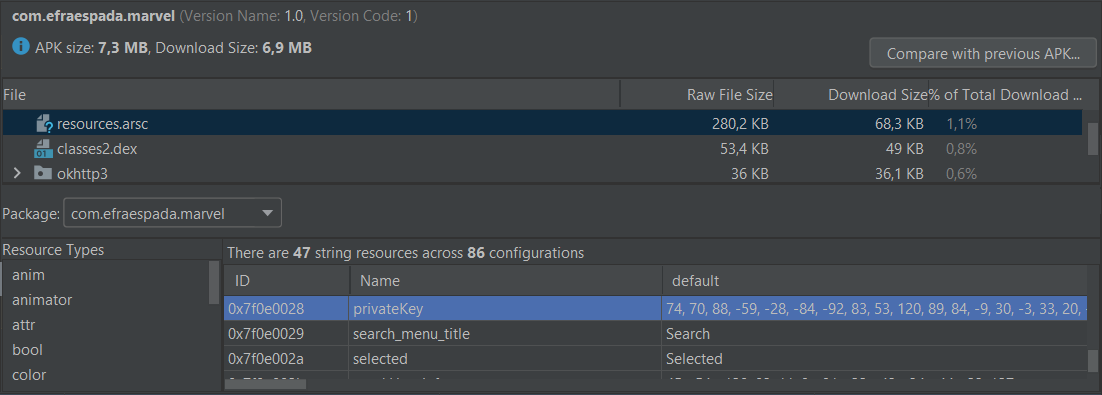 com.efraespada.marvel (Version Name: 1.0, Version Code: 1)
APK size: 7,3 MB, Download Size: 6,9 MB
Compare with previous APK...
File Raw File Size Download Size % of Total Download ...
resources.arsc 280,2 KB 68,3 KB 1,1%
classes2.dex 53,4 KB 49 KB 0,8%
okhttp3 36 KB 36,1 KB 0,6%
Package: com.efraespada.marvel
Resource Types
There are 47 string resources across 86 configurations
anim
animator
attr
bool
color
ID Name default
0x7f0e0028 privateKey 74, 70, 88, -59, -28, -84, -92, 83, 53, 120, 89, 84, -9, 30, -3, 33, 20, -
0x7f0e0029 search_menu_title Search
0x7f0e002a selected Selected